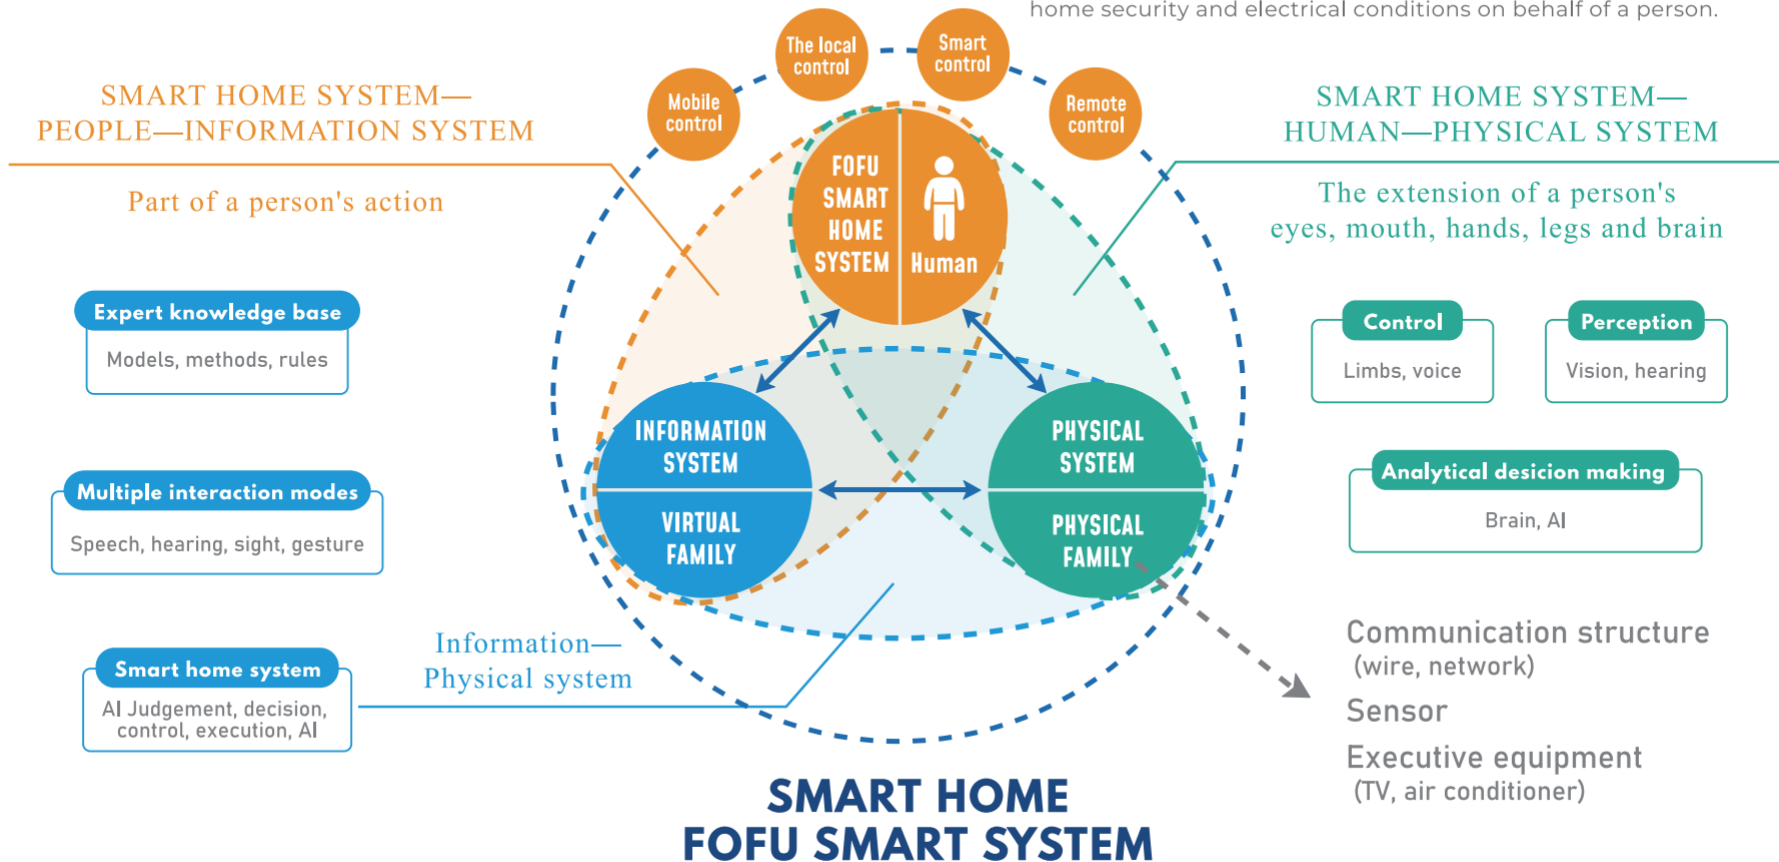 home security and electrical conditions on behalf of a person.
The local
control
Smart
control
Mobile
control
Remote
control
SMART HOME SYSTEM—
PEOPLE—INFORMATION SYSTEM
Part of a person's action
SMART HOME SYSTEM—
HUMAN—PHYSICAL SYSTEM
The extension of a person's
eyes, mouth, hands, legs and brain
FOFU
SMART
HOME
SYSTEM
Human
Expert knowledge base
Models, methods, rules
Multiple interaction modes
Speech, hearing, sight, gesture
Smart home system
AI Judgement, decision,
control, execution, AI
INFORMATION
SYSTEM
VIRTUAL
FAMILY
PHYSICAL
SYSTEM
PHYSICAL
FAMILY
Information—
Physical system
Control
Limbs, voice
Perception
Vision, hearing
Analytical desicion making
Brain, AI
Communication structure
(wire, network)
Sensor
Executive equipment
(TV, air conditioner)
SMART HOME
FOFU SMART SYSTEM